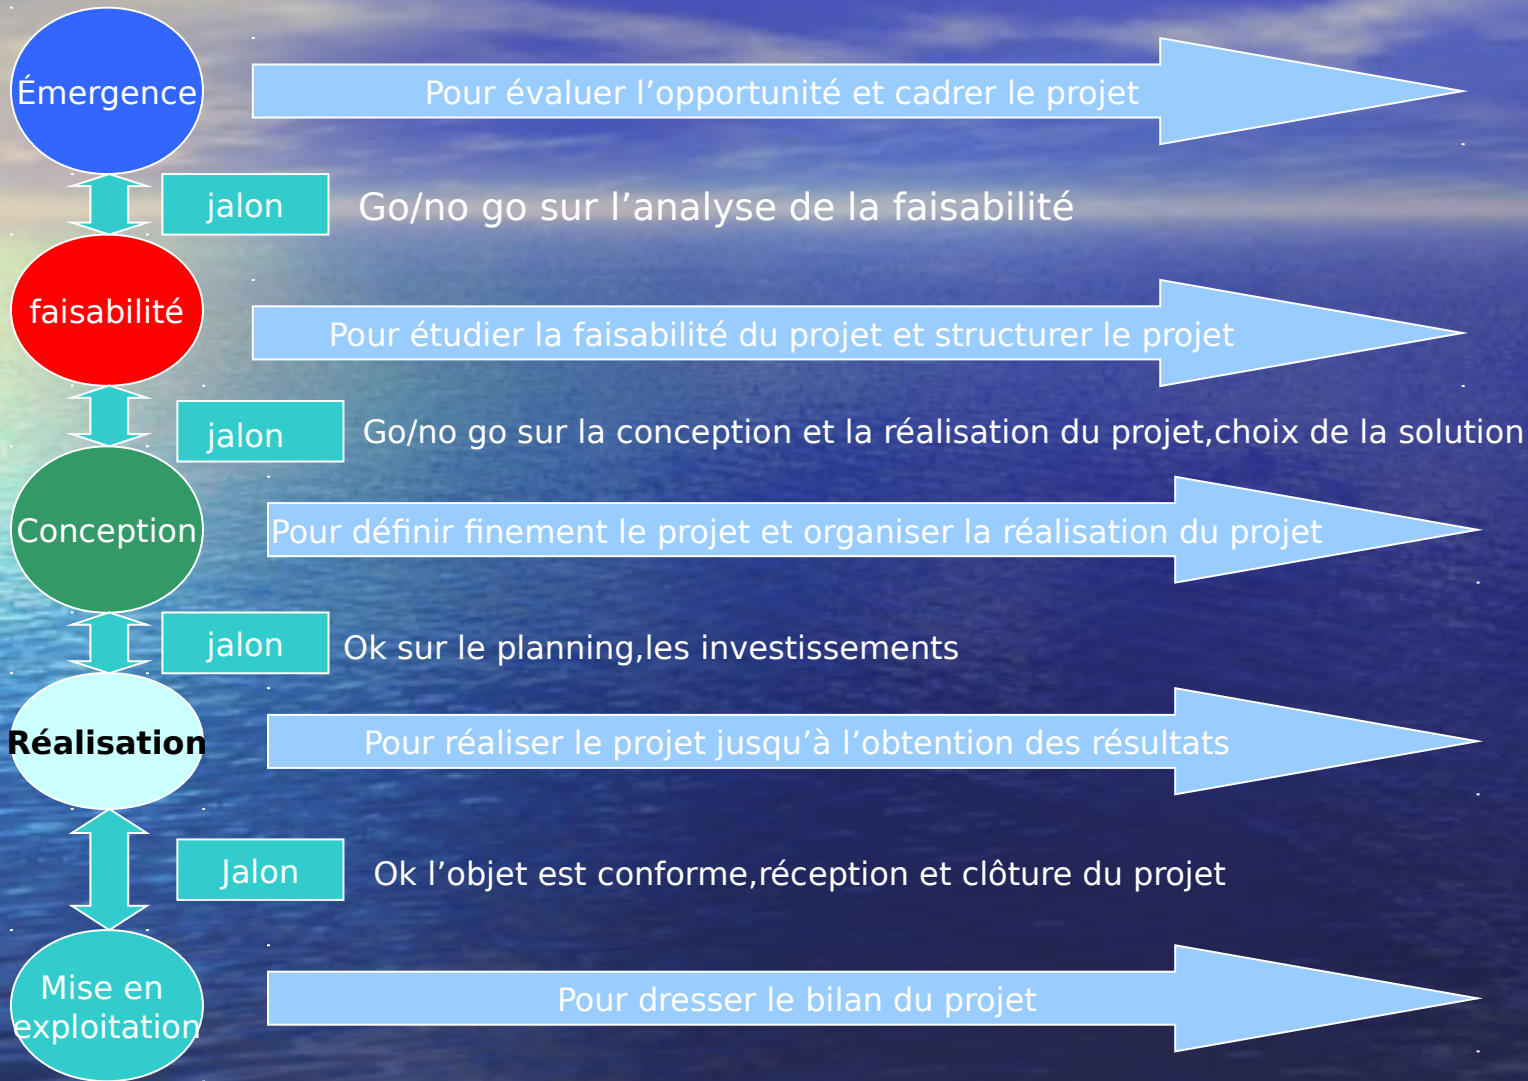 Émergence
Pour évaluer l’opportunité et cadrer le projet
jalon
Go/no go sur l’analyse de la faisabilité
faisabilité
Pour étudier la faisabilité du projet et structurer le projet
jalon
Go/no go sur la conception et la réalisation du projet,choix de la solution
Conception
Pour définir finement le projet et organiser la réalisation du projet
jalon
Ok sur le planning,les investissements
Réalisation
Pour réaliser le projet jusqu’à l’obtention des résultats
Jalon
Ok l’objet est conforme,réception et clôture du projet
Mise en
exploitation
Pour dresser le bilan du projet